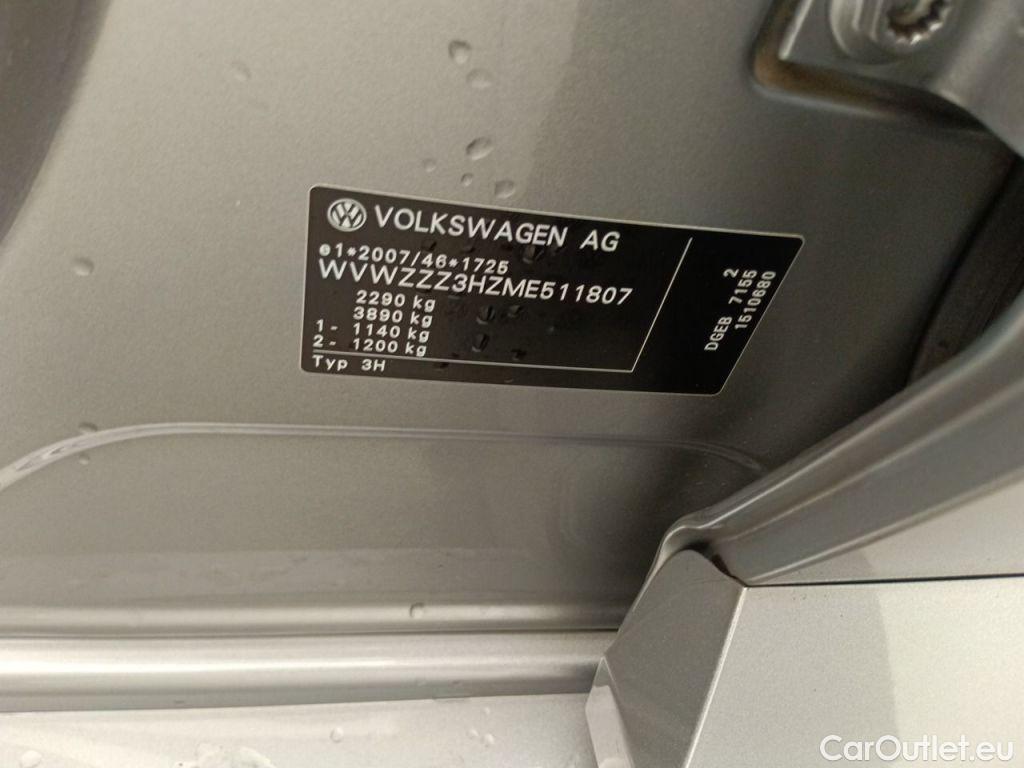 VOLKSWAGEN AG
e1*2007/46*1725
WVWZZZ3HZME511807
2290 kg
3890 kg
1 - 1140 kg
2 - 1200 kg
Typ 3H
DGEB 7155 2
1510680
CarOutlet.eu